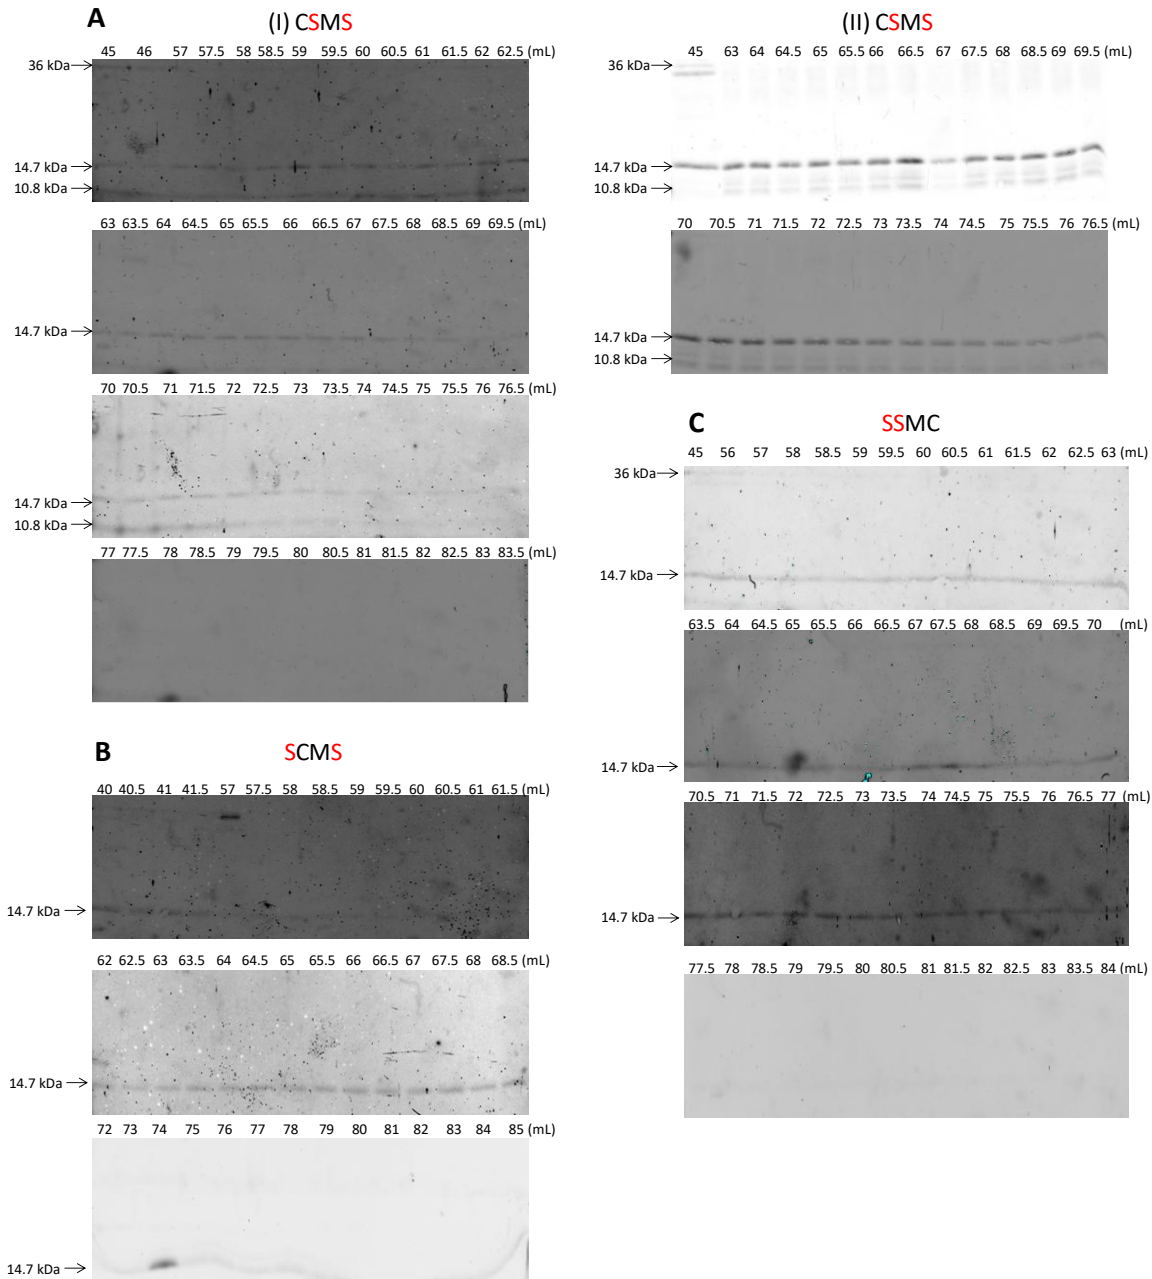 A
(I) CSMS
45 46 57 57.5 58 58.5 59 59.5 60 60.5 61 61.5 62 62.5 (mL)
36 kDa
14.7 kDa
10.8 kDa
63 63.5 64 64.5 65 65.5 66 66.5 67 67.5 68 68.5 69 69.5 (mL)
14.7 kDa
70 70.5 71 71.5 72 72.5 73 73.5 74 74.5 75 75.5 76 76.5 (mL)
14.7 kDa
10.8 kDa
77 77.5 78 78.5 79 79.5 80 80.5 81 81.5 82 82.5 83 83.5 (mL)
(II) CSMS
45 63 64 64.5 65 65.5 66 66.5 67 67.5 68 68.5 69 69.5 (mL)
36 kDa
14.7 kDa
10.8 kDa
70 70.5 71 71.5 72 72.5 73 73.5 74 74.5 75 75.5 76 76.5 (mL)
14.7 kDa
10.8 kDa
B
SCMS
40 40.5 41 41.5 57 57.5 58 58.5 59 59.5 60 60.5 61 61.5 (mL)
14.7 kDa
62 62.5 63 63.5 64 64.5 65 65.5 66 66.5 67 67.5 68 68.5 (mL)
14.7 kDa
72 73 74 75 76 77 78 79 80 81 82 83 84 85 (mL)
14.7 kDa
C
SSMC
45 56 57 58 58.5 59 59.5 60 60.5 61 61.5 62 62.5 63 (mL)
36 kDa
14.7 kDa
63.5 64 64.5 65 65.5 66 66.5 67 67.5 68 68.5 69 69.5 70 (mL)
14.7 kDa
70.5 71 71.5 72 72.5 73 73.5 74 74.5 75 75.5 76 76.5 77 (mL)
14.7 kDa
77.5 78 78.5 79 79.5 80 80.5 81 81.5 82 82.5 83 83.5 84 (mL)